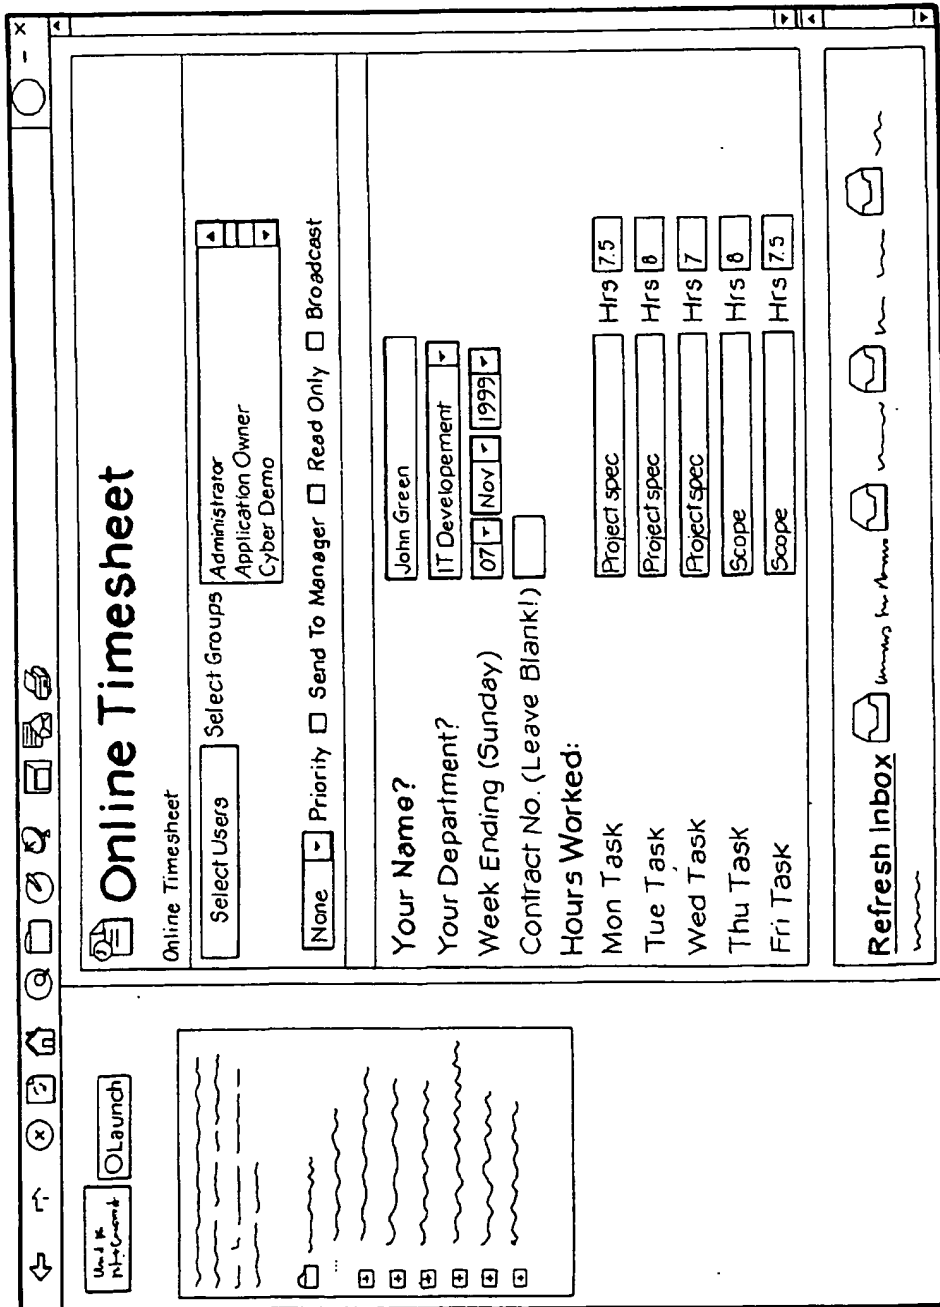 OLaunch
Online Timesheet
Online Timesheet
Select Users Select Groups Administrator
Application Owner
Cyber Demo
None Priority Send To Manager Read Only Broadcast
Your Name? John Green
Your Department? IT Developement
Week Ending (Sunday) 07 Nov 1999
Contract No. (Leave Blank!)
Hours Worked:
Mon Task Project spec Hrs 7.5
Tue Task Project spec Hrs 8
Wed Task Project spec Hrs 7
Thu Task Scope Hrs 8
Fri Task Scope Hrs 7.5
Refresh Inbox